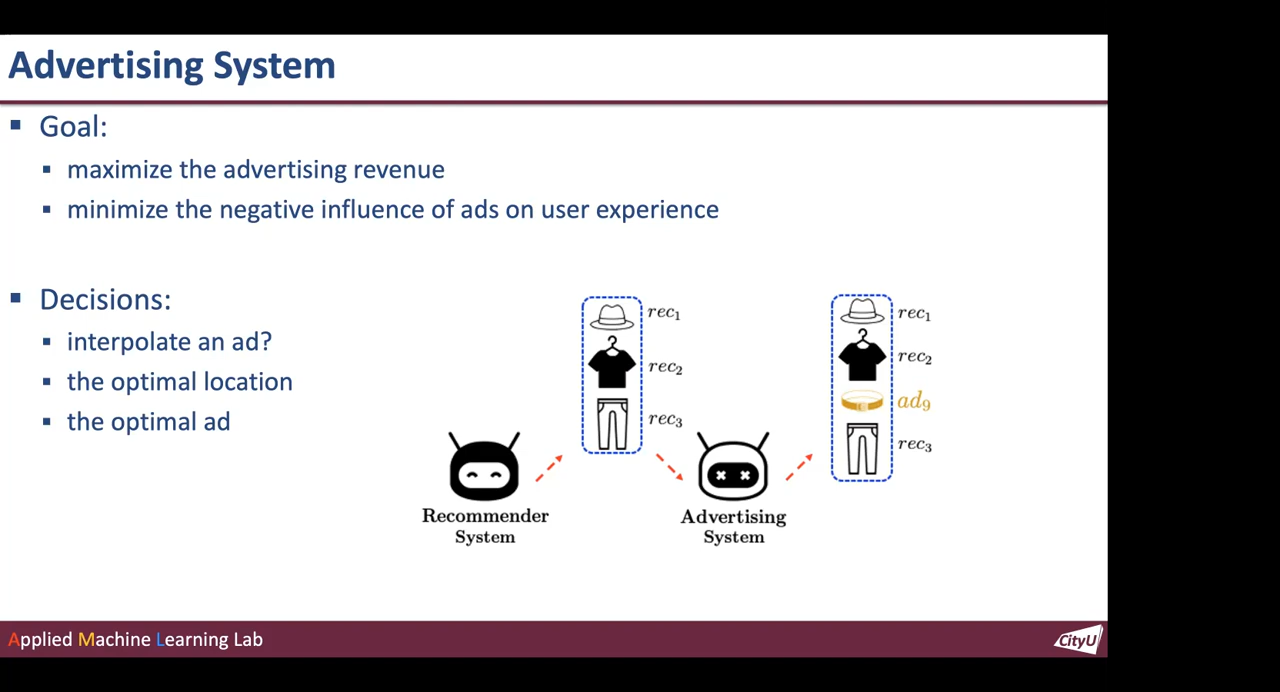 Advertising System
Goal:
maximize the advertising revenue
minimize the negative influence of ads on user experience
Decisions:
interpolate an ad?
the optimal location
the optimal ad
rec1
rec2
rec3
rec1
rec2
ad9
rec3
Recommender
System
Advertising
System
Applied Machine Learning Lab
CityU